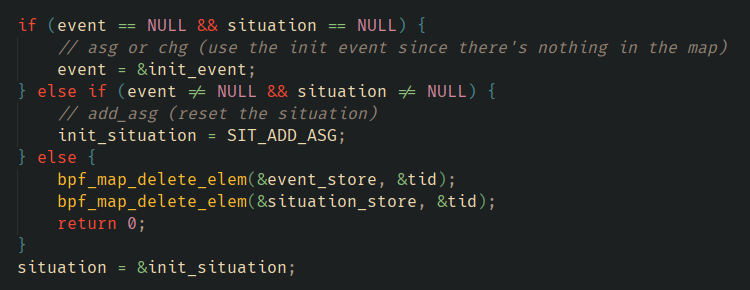 if (event == NULL && situation == NULL) {
    // asg or chg (use the init event since there's nothing in the map)
    event = &init_event;
} else if (event != NULL && situation != NULL) {
    // add_asg (reset the situation)
    init_situation = SIT_ADD_ASG;
} else {
    bpf_map_delete_elem(&event_store, &tid);
    bpf_map_delete_elem(&situation_store, &tid);
    return 0;
}
situation = &init_situation;